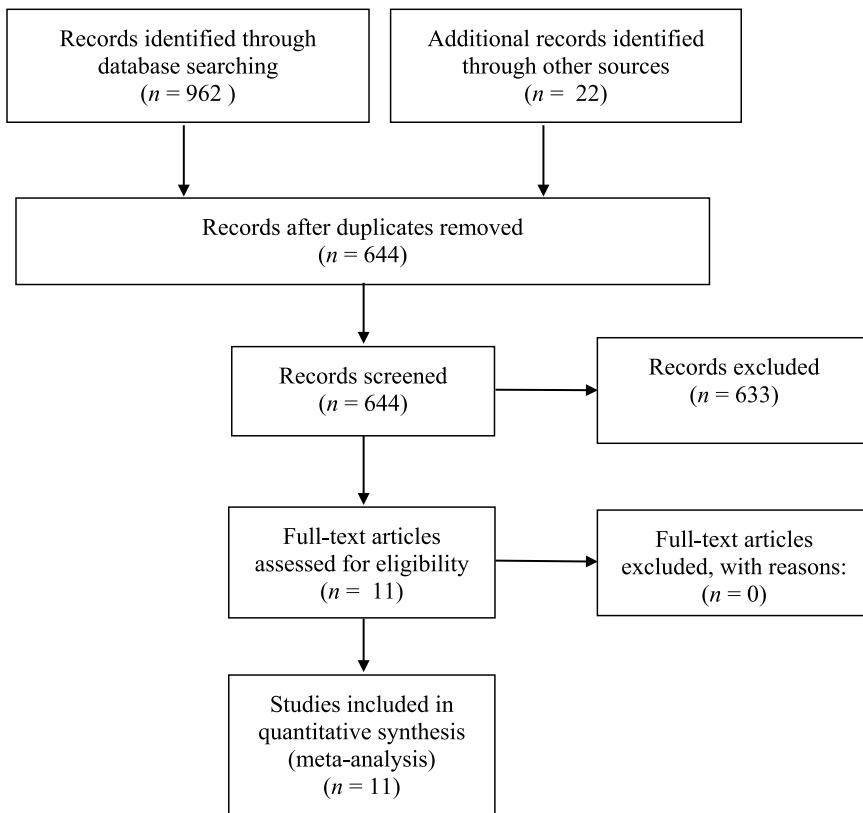 Records identified through
database searching
(n = 962 )
Additional records identified
through other sources
(n =  22)
Records after duplicates removed
(n = 644)
Records screened
(n = 644)
Records excluded
(n = 633)
Full-text articles
assessed for eligibility
(n =  11)
Full-text articles
excluded, with reasons:
(n = 0)
Studies included in
quantitative synthesis
(meta-analysis)
(n = 11)